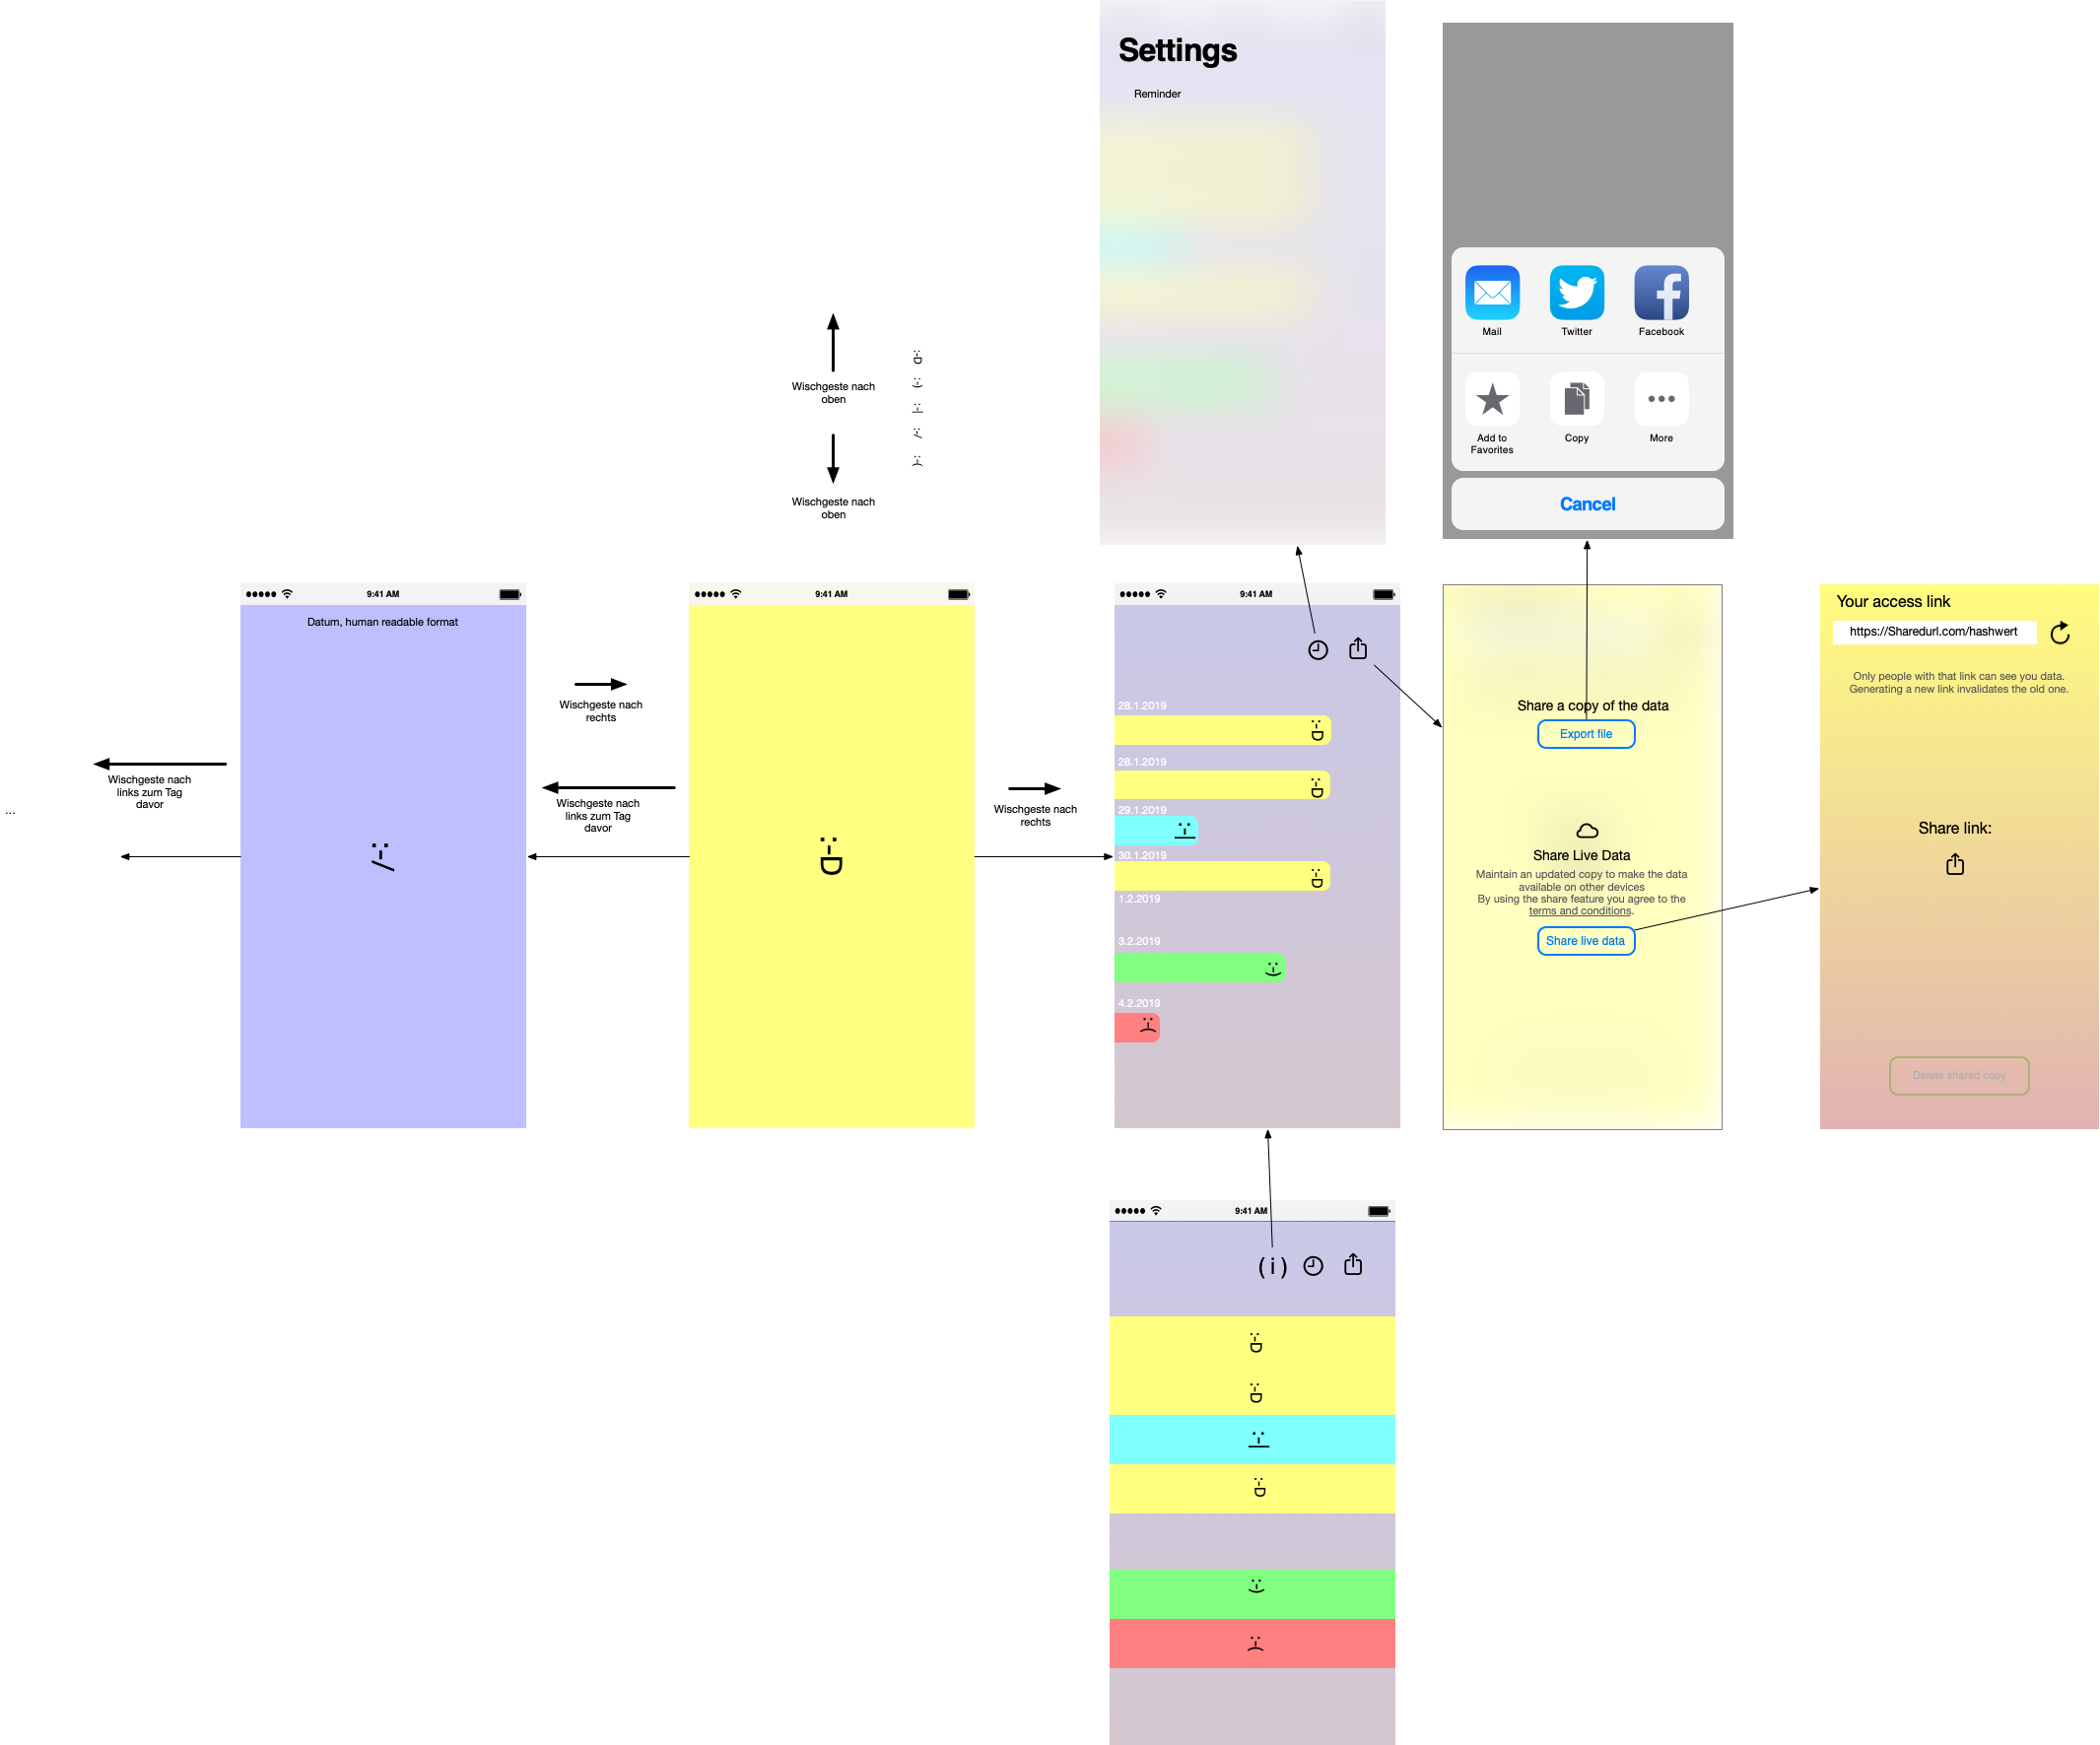 Settings
Reminder
Mail
Twitter
Facebook
Add to
Favorites
Copy
More
Cancel
:-D
:-)
:-|
:-/
:-(
Wischgeste nach
oben
Wischgeste nach
oben
9:41 AM
Datum, human readable format
:-/
Wischgeste nach
links zum Tag
davor
...
Wischgeste nach
rechts
Wischgeste nach
links zum Tag
davor
9:41 AM
:-D
Wischgeste nach
rechts
9:41 AM
28.1.2019
:-D
28.1.2019
:-D
29.1.2019
:-|
30.1.2019
:-D
1.2.2019
3.2.2019
:-)
4.2.2019
:-(
Share a copy of the data
Export file
Share Live Data
Maintain an updated copy to make the data
available on other devices
By using the share feature you agree to the
terms and conditions.
Share live data
Your access link
https://Sharedurl.com/hashwert
Only people with that link can see you data.
Generating a new link invalidates the old one.
Share link:
Delete shared copy
9:41 AM
(i)
:-D
:-D
:-|
:-D
:-)
:-(